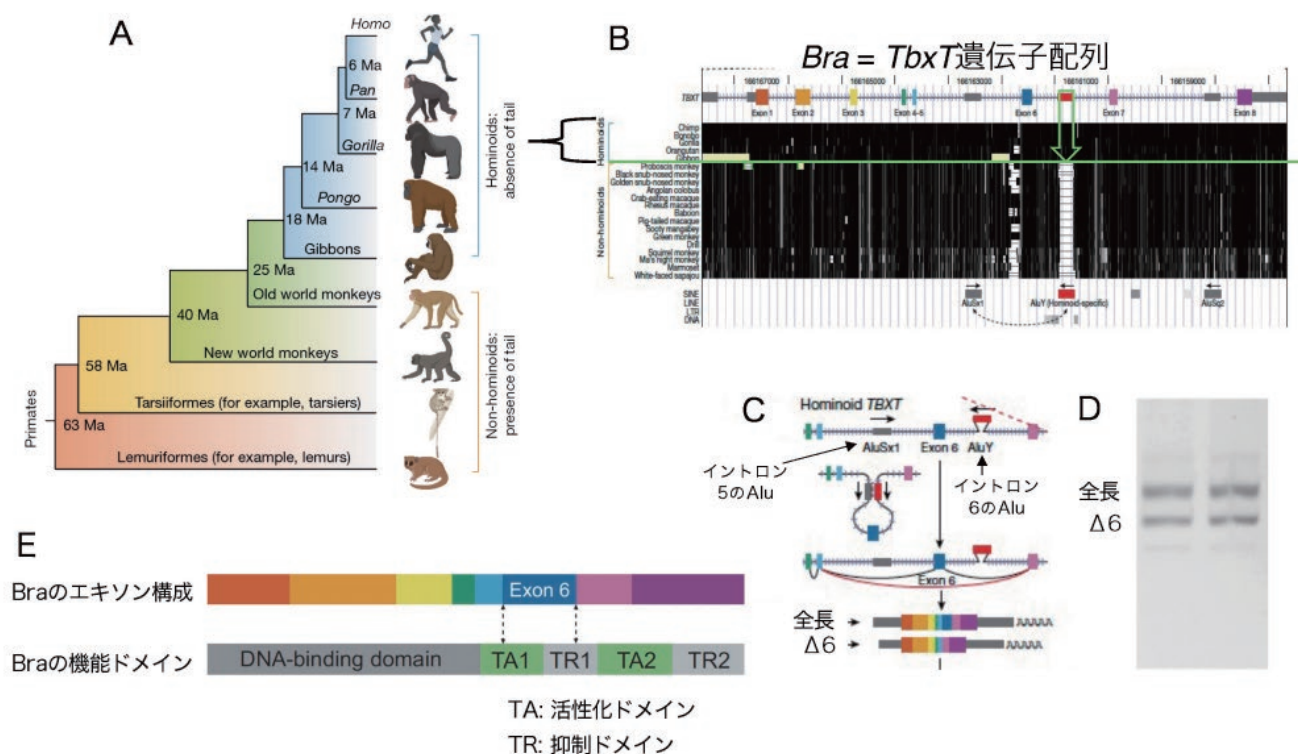 A
Homo
6 Ma
Pan
7 Ma
Gorilla
14 Ma
Pongo
18 Ma
Gibbons
25 Ma
Old world monkeys
40 Ma
New world monkeys
58 Ma
Tarsiiformes (for example, tarsiers)
63 Ma
Lemuriformes (for example, lemurs)
Primates
Hominoids:
absence of tail
Non-hominoids:
presence of tail
B
Bra = TbxT遺伝子配列
166167000 166165000 166163000 166161000 166159000
TBXT
Exon 1 Exon 2 Exon 3 Exon 4-5 Exon 6 Exon 7 Exon 8
Hominoids
Chimp
Bonobo
Gorilla
Orangutan
Gibbon
Non-hominoids
Proboscis monkey
Black snub-nosed monkey
Golden snub-nosed monkey
Angolan colobus
Crab-eating macaque
Rhesus macaque
Baboon
Pig-tailed macaque
Sooty mangabey
Green monkey
Drill
Squirrel monkey
Ma's night monkey
Marmoset
White-faced sapajou
SINE
LINE
LTR
DNA
AluSx1 AluY (Hominoid-specific) AluSq2
C
Hominoid TBXT
AluSx1 Exon 6 AluY
イントロン
5のAlu
イントロン
6のAlu
Exon 6
全長
Δ6
AAAAA
AAAAA
D
全長
Δ6
E
Braのエキソン構成
Exon 6
Braの機能ドメイン
DNA-binding domain TA1 TR1 TA2 TR2
TA: 活性化ドメイン
TR: 抑制ドメイン